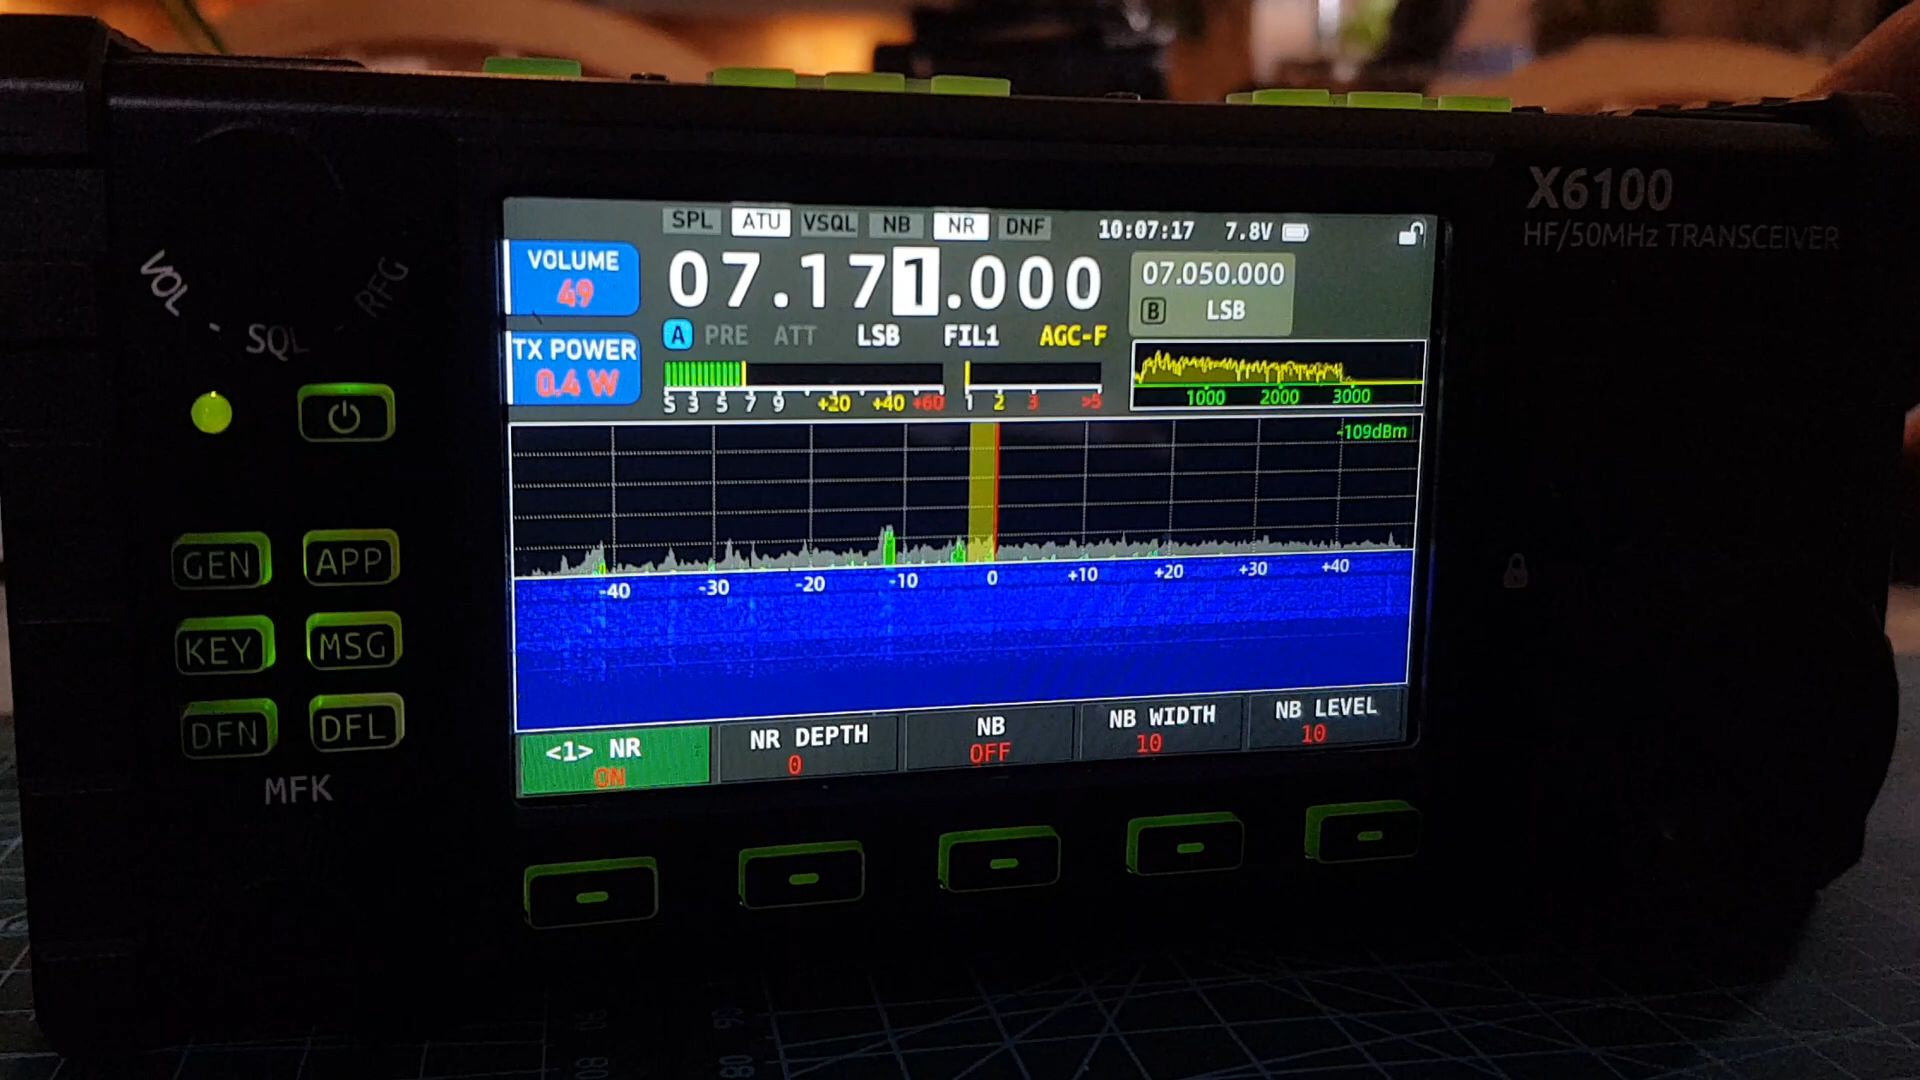 X6100
HF/50MHz TRANSCEIVER
SPL ATU VSQL NB NR DNF 10:07:17 7.8V
VOLUME
49
07.171.000
07.050.000
B LSB
A PRE ATT LSB FIL1 AGC-F
TX POWER
0.4 W
S 3 5 7 9 +20 +40 +60 1 2 3 >5
1000 2000 3000
-109dBm
-40 -30 -20 -10 0 +10 +20 +30 +40
<1> NR
ON
NR DEPTH
0
NB
OFF
NB WIDTH
10
NB LEVEL
10
VOL
SQL
RFG
GEN APP
KEY MSG
DFN DFL
MFK
80